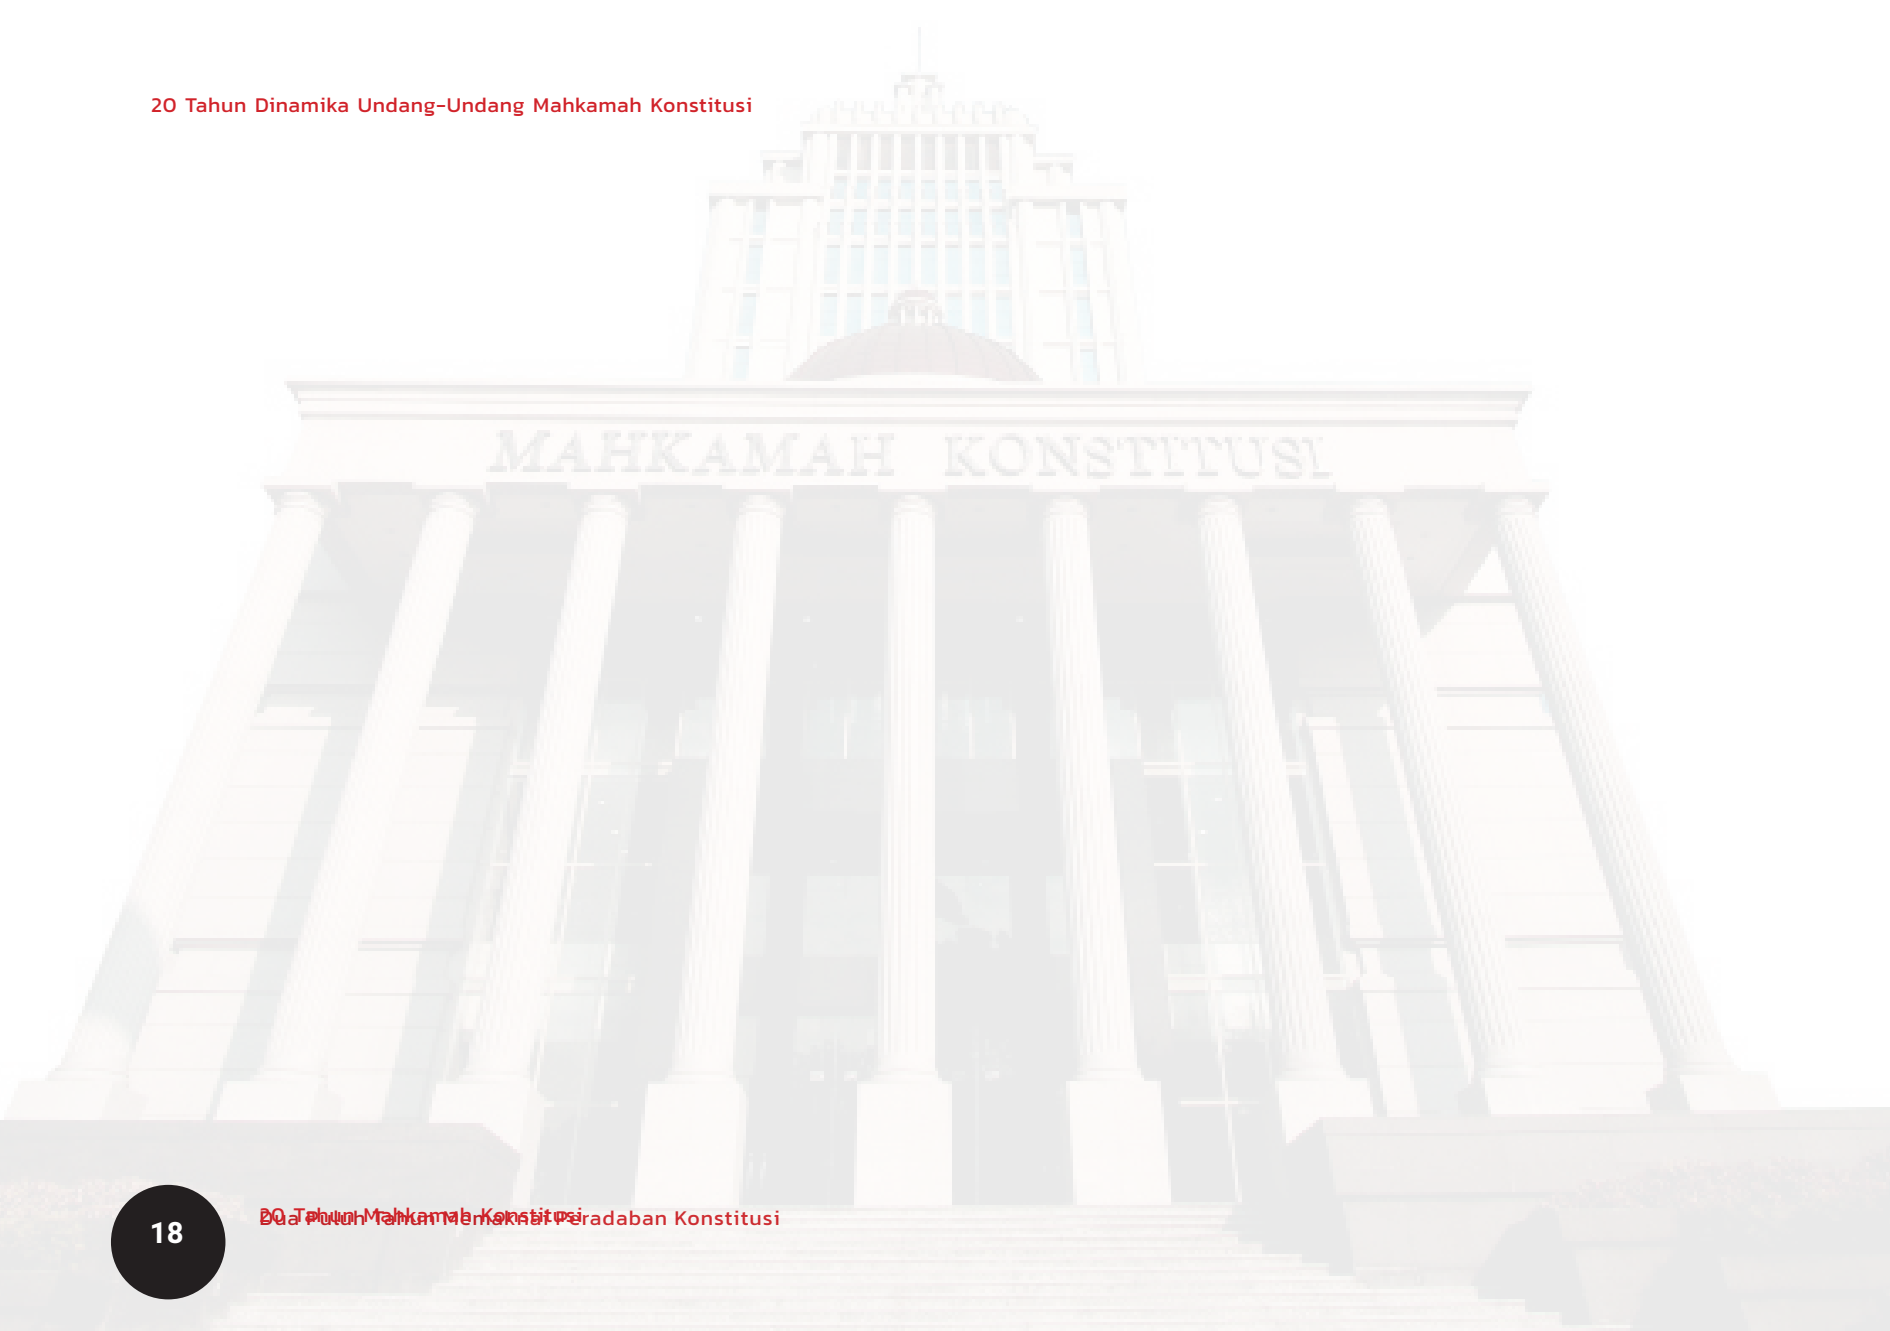 20 Tahun Dinamika Undang-Undang Mahkamah Konstitusi
MAHKAMAH KONSTITUSI
18
20 Tahun Mahkamah Konstitusi
Dua Puluh Tahun Memaknai Peradaban Konstitusi